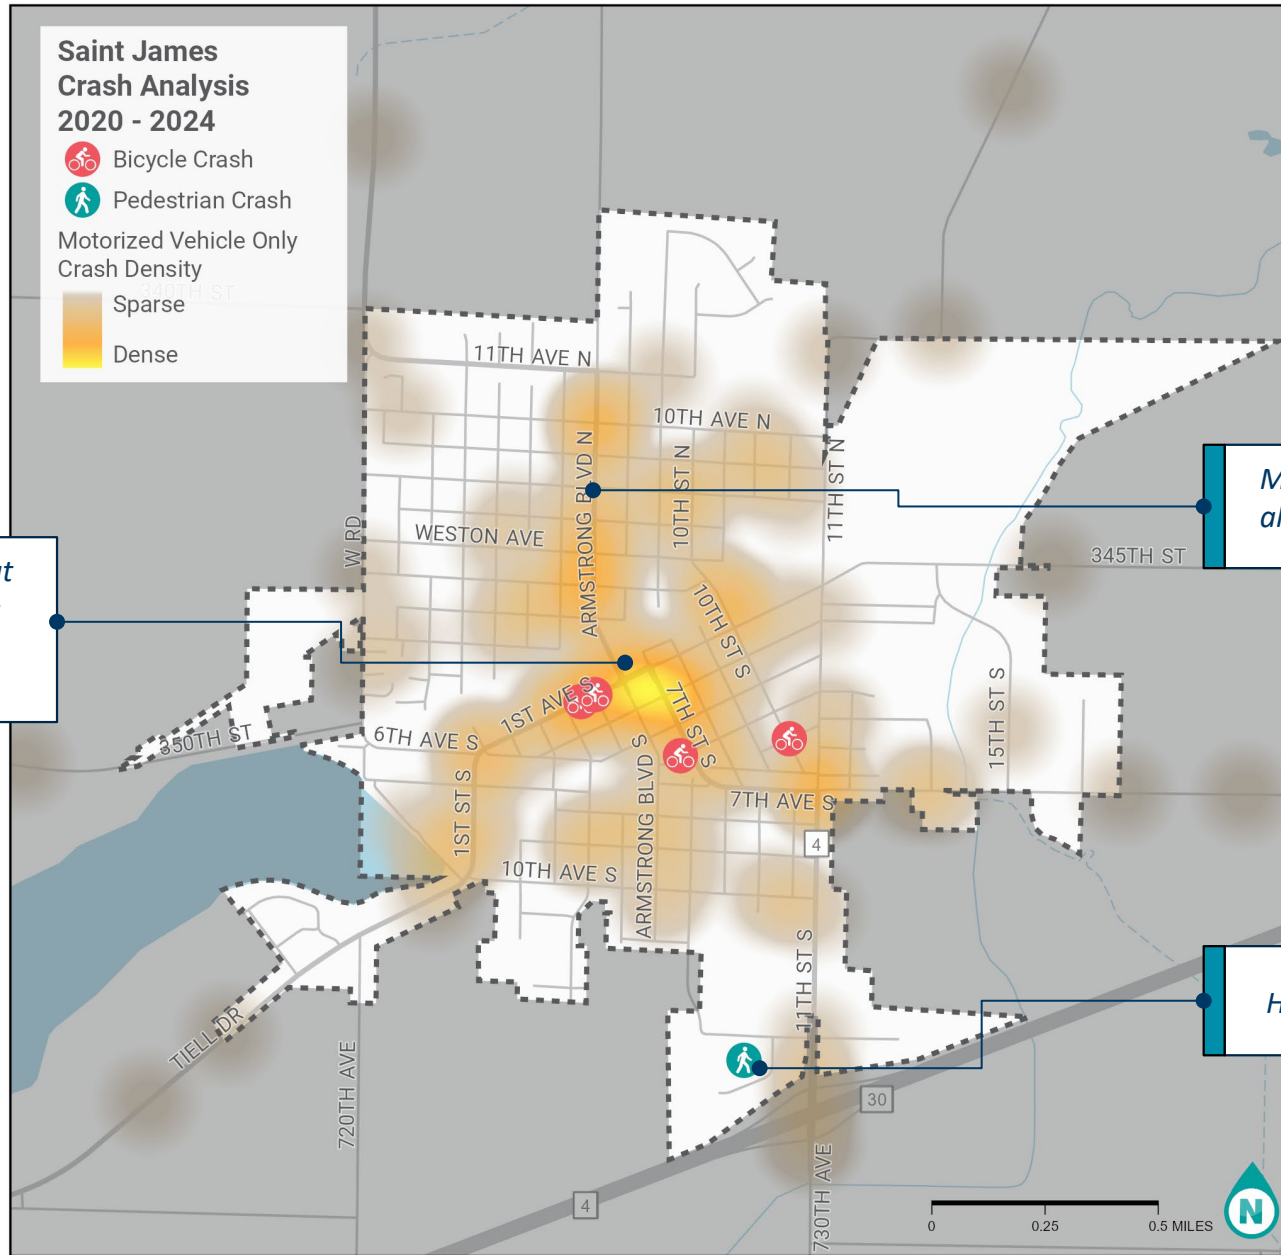 Saint James
Crash Analysis
2020 - 2024
Bicycle Crash
Pedestrian Crash
Motorized Vehicle Only
Crash Density
Sparse
Dense
340TH ST
11TH AVE N
10TH AVE N
ARMSTRONG BLVD N
10TH ST N
11TH ST N
W RD
WESTON AVE
345TH ST
10TH ST S
1ST AVE S
7TH ST S
6TH AVE S
350TH ST
15TH ST S
1ST ST S
ARMSTRONG BLVD S
7TH AVE S
4
10TH AVE S
11TH ST S
TIELL DR
720TH AVE
30
4
730TH AVE
0 0.25 0.5 MILES
N
H